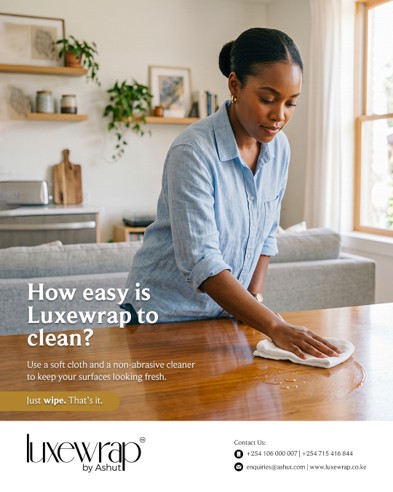 How easy is
Luxewrap to
clean?
Use a soft cloth and a non-abrasive cleaner
to keep your surfaces looking fresh.
Just wipe. That's it.
luxewrap
by Ashut
Contact Us:
+254 106 000 007 | +254 715 416 844
enquiries@ashut.com | www.luxewrap.co.ke